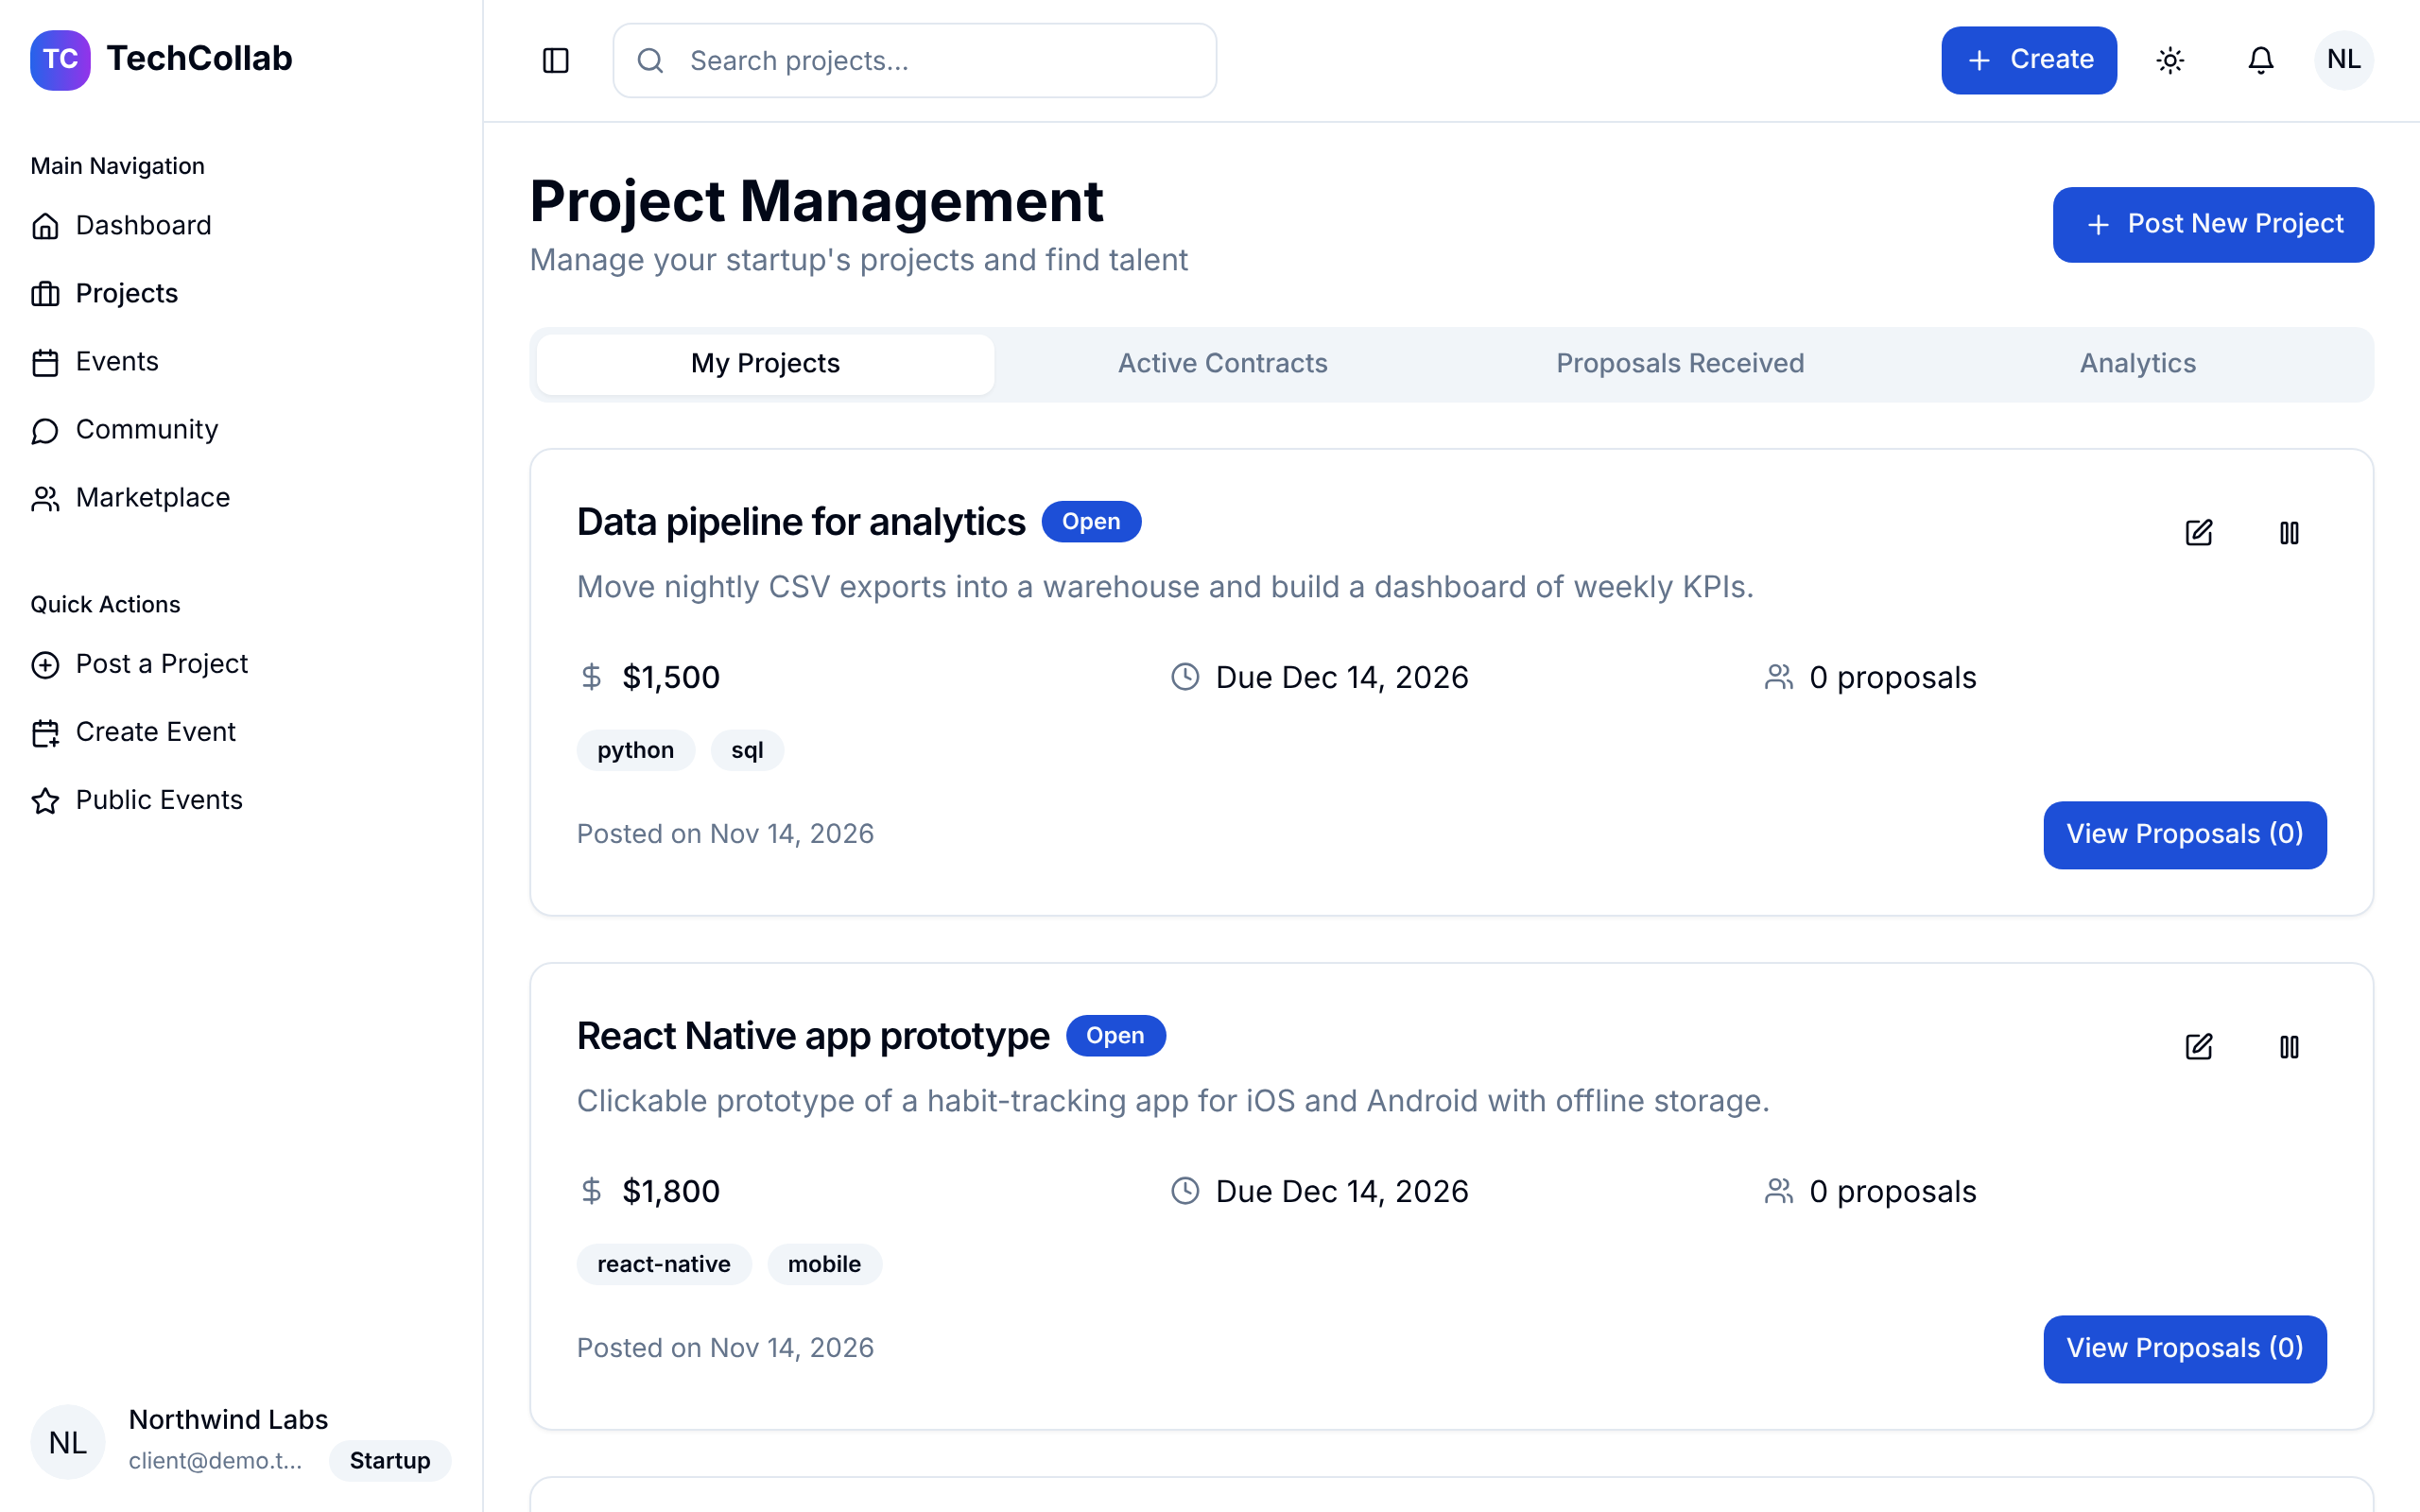 TC TechCollab
Main Navigation
Dashboard
Projects
Events
Community
Marketplace
Quick Actions
Post a Project
Create Event
Public Events
NL
Northwind Labs
client@demo.t...
Startup
Search projects...
Create
NL
Project Management
Manage your startup's projects and find talent
Post New Project
My Projects
Active Contracts
Proposals Received
Analytics
Data pipeline for analytics
Open
Move nightly CSV exports into a warehouse and build a dashboard of weekly KPIs.
$1,500
Due Dec 14, 2026
0 proposals
python
sql
Posted on Nov 14, 2026
View Proposals (0)
React Native app prototype
Open
Clickable prototype of a habit-tracking app for iOS and Android with offline storage.
$1,800
Due Dec 14, 2026
0 proposals
react-native
mobile
Posted on Nov 14, 2026
View Proposals (0)